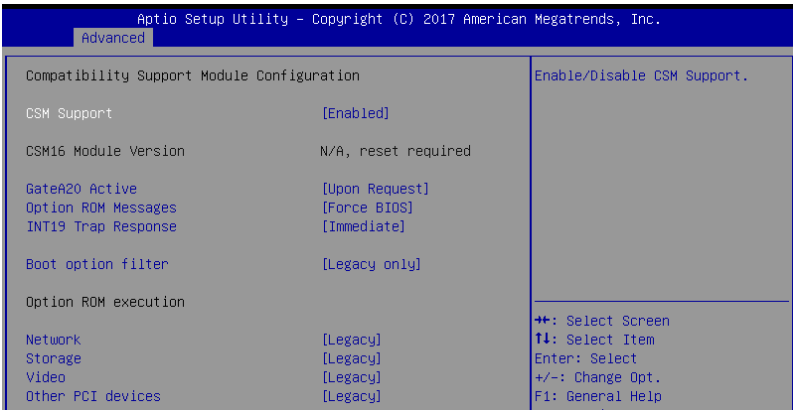 Aptio Setup Utility – Copyright (C) 2017 American Megatrends, Inc.
Advanced
Compatibility Support Module Configuration
Enable/Disable CSM Support.
CSM Support [Enabled]
CSM16 Module Version N/A, reset required
GateA20 Active [Upon Request]
Option ROM Messages [Force BIOS]
INT19 Trap Response [Immediate]
Boot option filter [Legacy only]
Option ROM execution
Network [Legacy]
Storage [Legacy]
Video [Legacy]
Other PCI devices [Legacy]
→←: Select Screen
↑↓: Select Item
Enter: Select
+/-: Change Opt.
F1: General Help